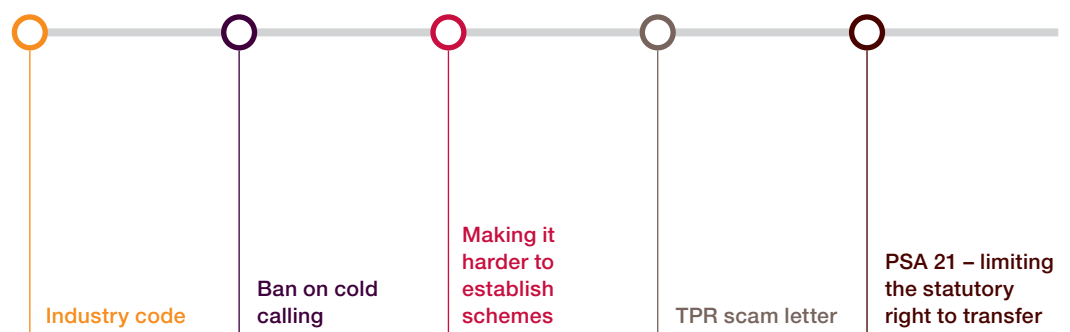 Industry code
Ban on cold
calling
Making it
harder to
establish
schemes
TPR scam letter
PSA 21 – limiting
the statutory
right to transfer